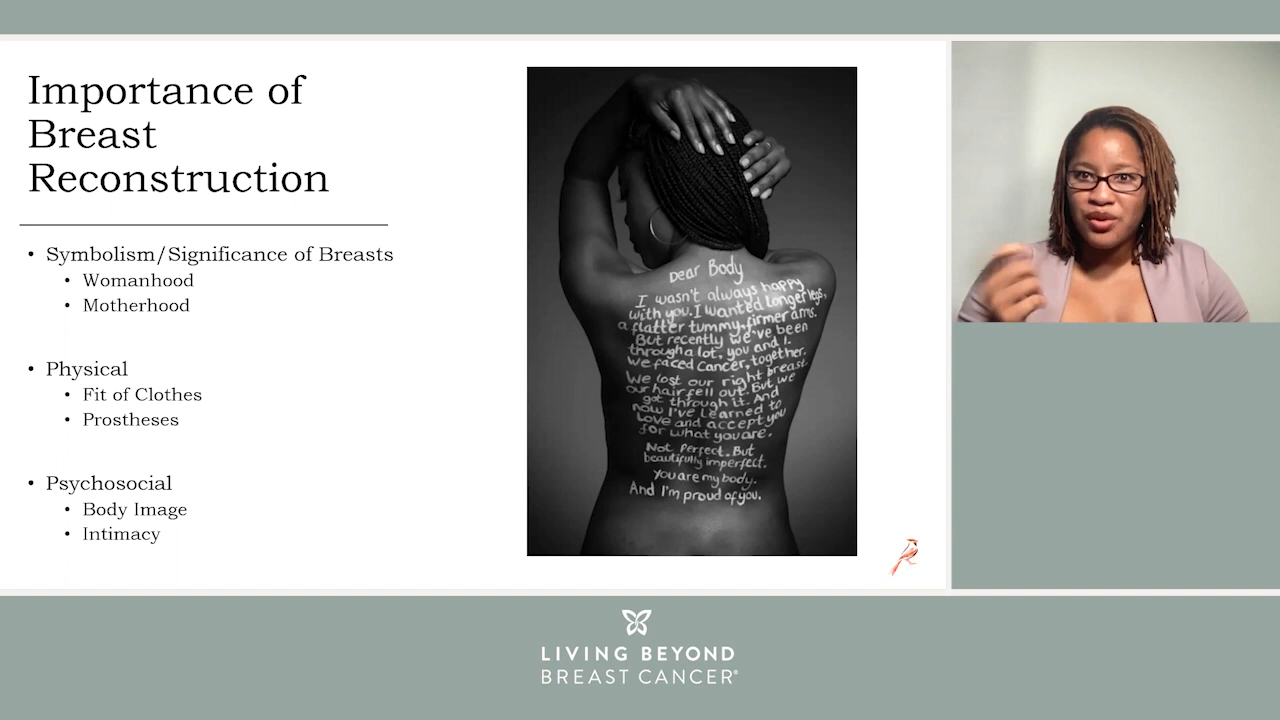 Importance of
Breast
Reconstruction
• Symbolism/Significance of Breasts
• Womanhood
• Motherhood
• Physical
• Fit of Clothes
• Prostheses
• Psychosocial
• Body Image
• Intimacy
Dear Body
I wasn't always happy
with you. I wanted longer legs,
a flatter tummy, firmer arms.
But recently we've been
through a lot, you and I.
We faced cancer, together.
We lost our right breast
our hair fell out. But we
got through it. And
now I've learned to
love and accept you
for what you are.
Not perfect. But
beautifully imperfect.
You are my body.
And I'm proud of you.
LIVING BEYOND
BREAST CANCER®